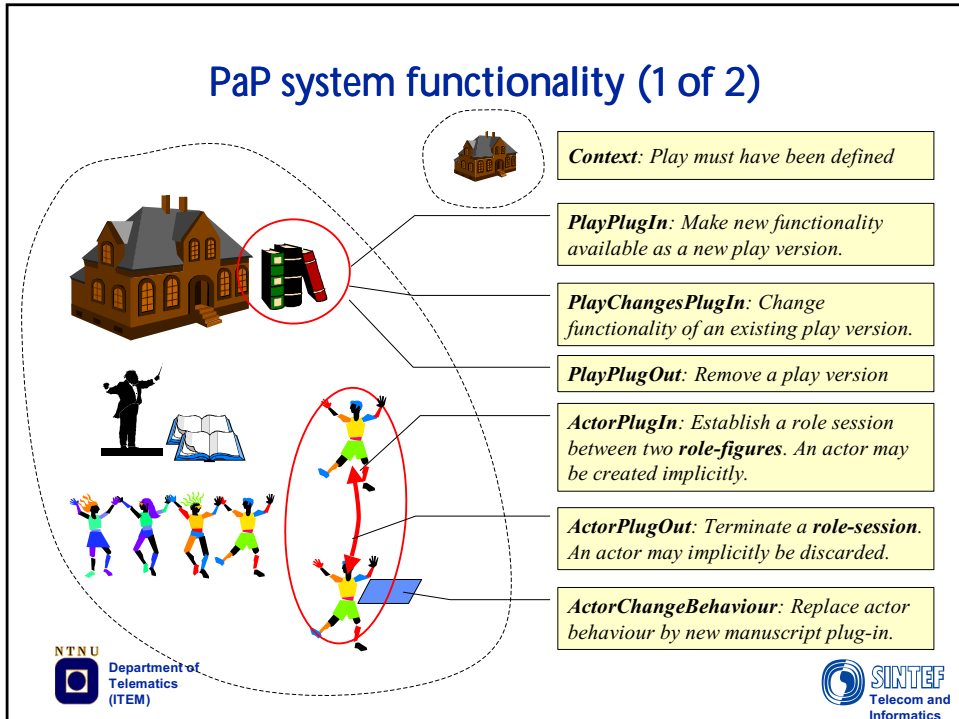 PaP system functionality (1 of 2)
Context: Play must have been defined
PlayPlugIn: Make new functionality
available as a new play version.
PlayChangesPlugIn: Change
functionality of an existing play version.
PlayPlugOut: Remove a play version
ActorPlugIn: Establish a role session
between two role-figures. An actor may
be created implicitly.
ActorPlugOut: Terminate a role-session.
An actor may implicitly be discarded.
ActorChangeBehaviour: Replace actor
behaviour by new manuscript plug-in.
NTNU
Department of
Telematics
(ITEM)
SINTEF
Telecom and
Informatics